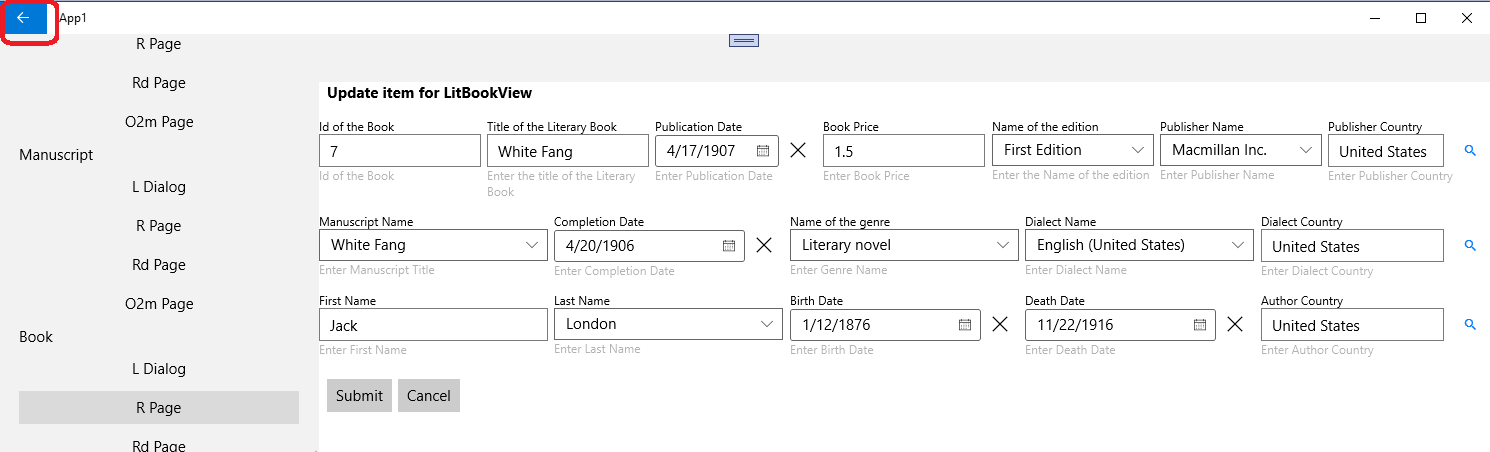 App1
R Page
Rd Page
O2m Page
Manuscript
L Dialog
R Page
Rd Page
O2m Page
Book
L Dialog
R Page
Rd Page
Update item for LitBookView
Id of the Book Title of the Literary Book Publication Date Book Price Name of the edition Publisher Name Publisher Country
7 White Fang 4/17/1907 1.5 First Edition Macmillan Inc. United States
Id of the Book Enter the title of the Literary Enter Publication Date Enter Book Price Enter the Name of the edition Enter Publisher Name Enter Publisher Country
Book
Manuscript Name Completion Date Name of the genre Dialect Name Dialect Country
White Fang 4/20/1906 Literary novel English (United States) United States
Enter Manuscript Title Enter Completion Date Enter Genre Name Enter Dialect Name Enter Dialect Country
First Name Last Name Birth Date Death Date Author Country
Jack London 1/12/1876 11/22/1916 United States
Enter First Name Enter Last Name Enter Birth Date Enter Death Date Enter Author Country
Submit Cancel